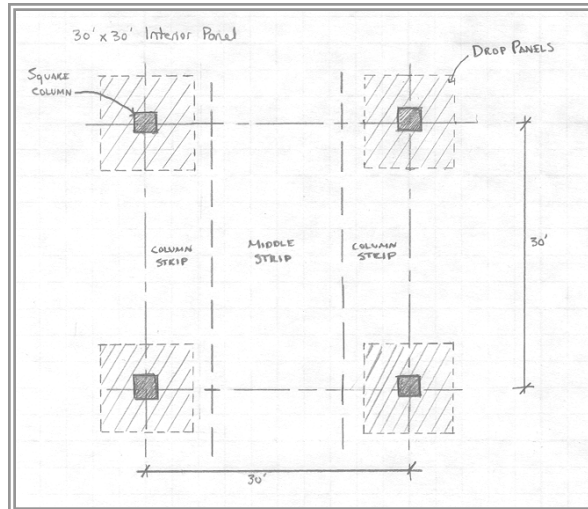 30' x 30' Interior Panel
DROP PANELS
SQUARE
COLUMN
COLUMN
STRIP
MIDDLE
STRIP
COLUMN
STRIP
30'
30'